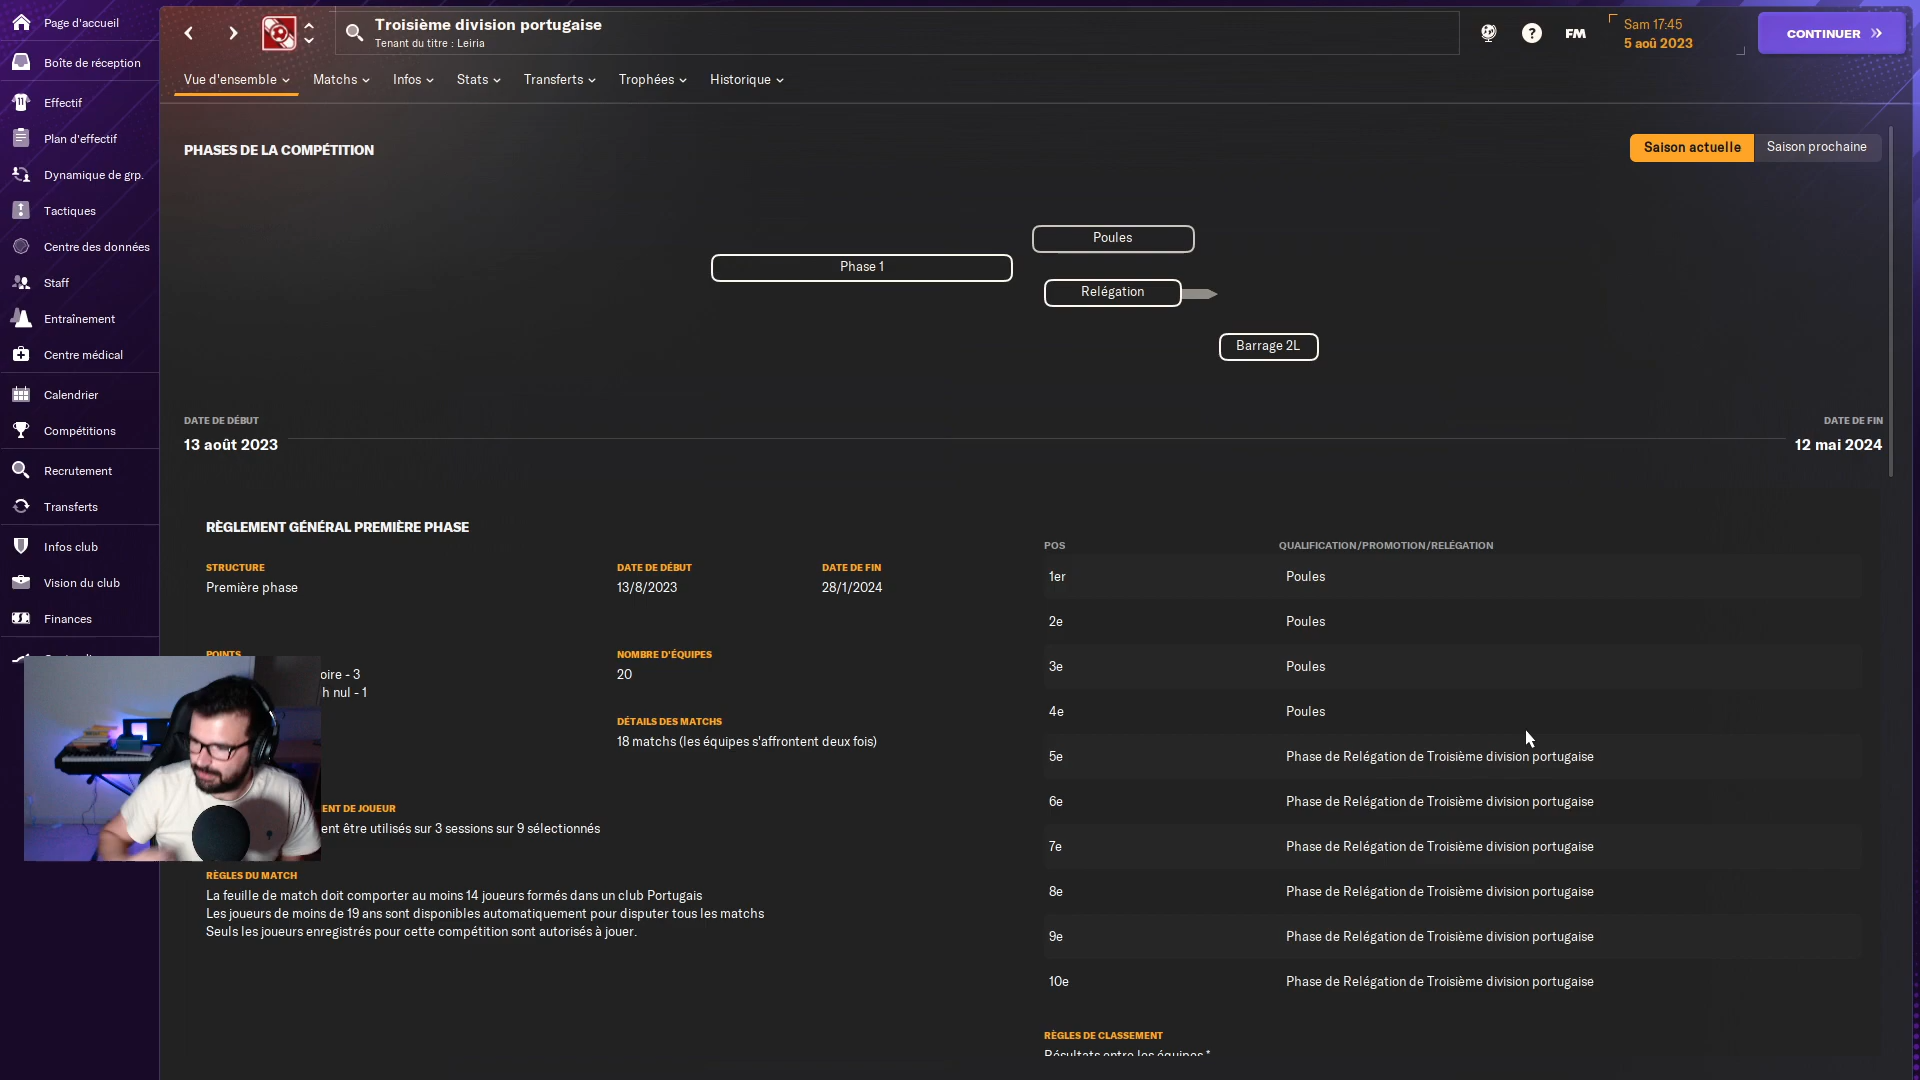 Page d'accueil
Boîte de réception
Effectif
Plan d'effectif
Dynamique de grp.
Tactiques
Centre des données
Staff
Entraînement
Centre médical
Calendrier
Compétitions
Recrutement
Transferts
Infos club
Vision du club
Finances
Troisième division portugaise
Tenant du titre : Leiria
FM
Sam 17:45
5 aoû 2023
CONTINUER
Vue d'ensemble
Matchs
Infos
Stats
Transferts
Trophées
Historique
PHASES DE LA COMPÉTITION
Saison actuelle
Saison prochaine
Poules
Phase 1
Relégation
Barrage 2L
DATE DE DÉBUT
13 août 2023
DATE DE FIN
12 mai 2024
RÈGLEMENT GÉNÉRAL PREMIÈRE PHASE
STRUCTURE
Première phase
DATE DE DÉBUT
13/8/2023
DATE DE FIN
28/1/2024
POINTS
oire - 3
h nul - 1
NOMBRE D'ÉQUIPES
20
DÉTAILS DES MATCHS
18 matchs (les équipes s'affrontent deux fois)
ENT DE JOUEUR
ent être utilisés sur 3 sessions sur 9 sélectionnés
RÈGLES DU MATCH
La feuille de match doit comporter au moins 14 joueurs formés dans un club Portugais
Les joueurs de moins de 19 ans sont disponibles automatiquement pour disputer tous les matchs
Seuls les joueurs enregistrés pour cette compétition sont autorisés à jouer.
POS QUALIFICATION/PROMOTION/RELÉGATION
1er Poules
2e Poules
3e Poules
4e Poules
5e Phase de Relégation de Troisième division portugaise
6e Phase de Relégation de Troisième division portugaise
7e Phase de Relégation de Troisième division portugaise
8e Phase de Relégation de Troisième division portugaise
9e Phase de Relégation de Troisième division portugaise
10e Phase de Relégation de Troisième division portugaise
RÈGLES DE CLASSEMENT
Résultats entre les équipes *